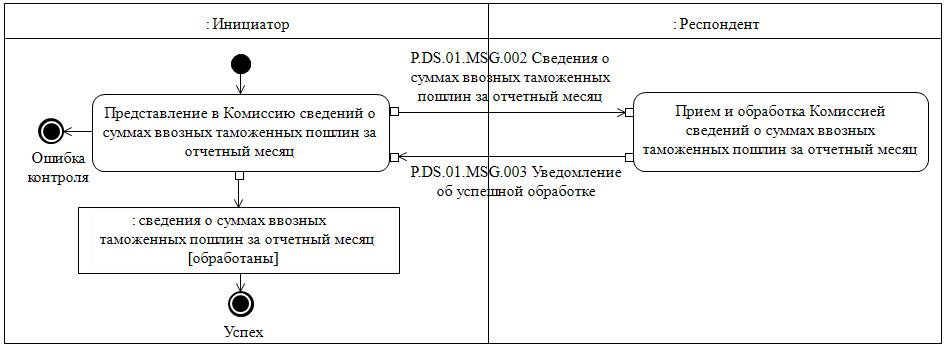 : Инициатор
: Респондент
P.DS.01.MSG.002 Сведения о
суммах ввозных таможенных
пошлин за отчетный месяц
Представление в Комиссию сведений о
суммах ввозных таможенных пошлин за
отчетный месяц
Прием и обработка Комиссией
сведений о суммах ввозных
таможенных пошлин за отчетный месяц
Ошибка
контроля
P.DS.01.MSG.003 Уведомление
об успешной обработке
: сведения о суммах ввозных
таможенных пошлин за отчетный месяц
[обработаны]
Успех